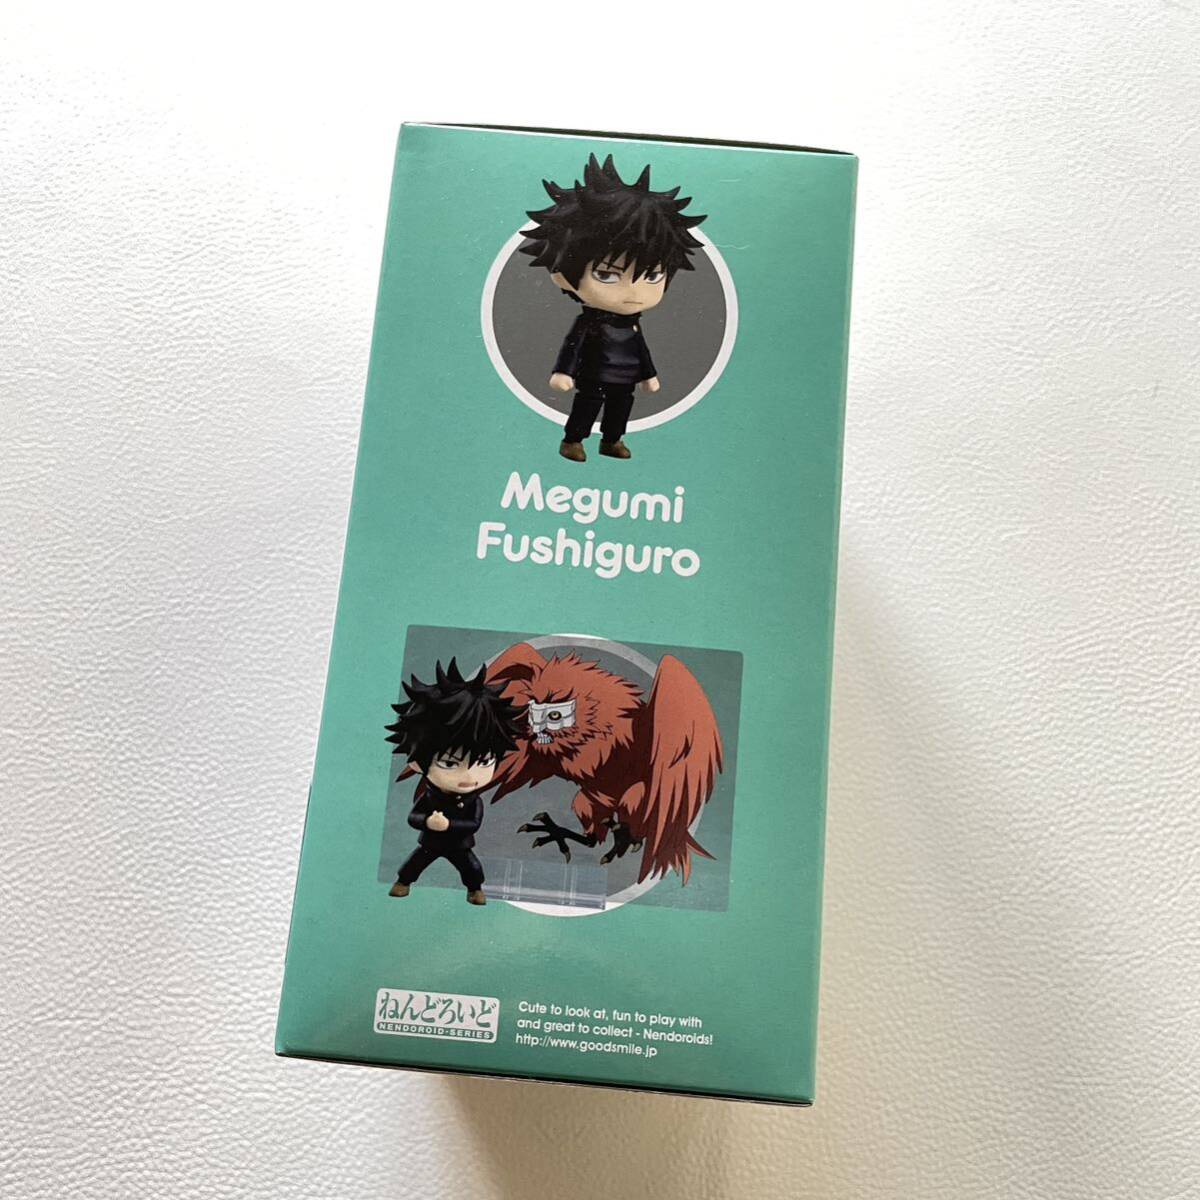 Megumi
Fushiguro
ねんどろいど
NENDOROID·SERIES
Cute to look at, fun to play with
and great to collect - Nendoroids!
http://www.goodsmile.jp